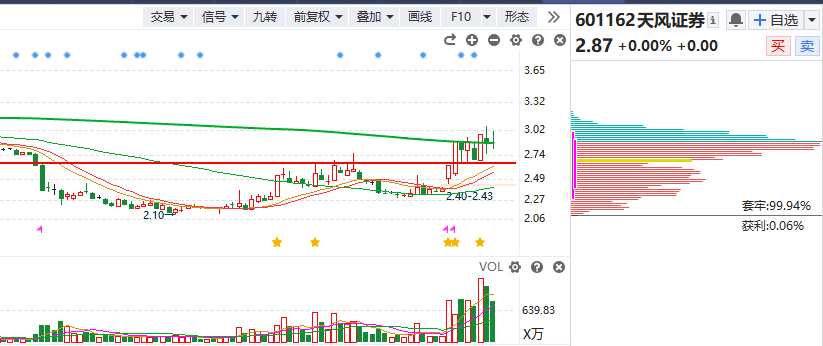 交易 信号 九转 前复权 叠加 画线 F10 形态
601162天风证券 自选
2.87 +0.00% +0.00 买 卖
3.65
3.32
3.02
2.74
2.49
2.27
2.06
2.40-2.43
2.10
套牢:99.94%
获利:0.06%
VOL
639.83
X万